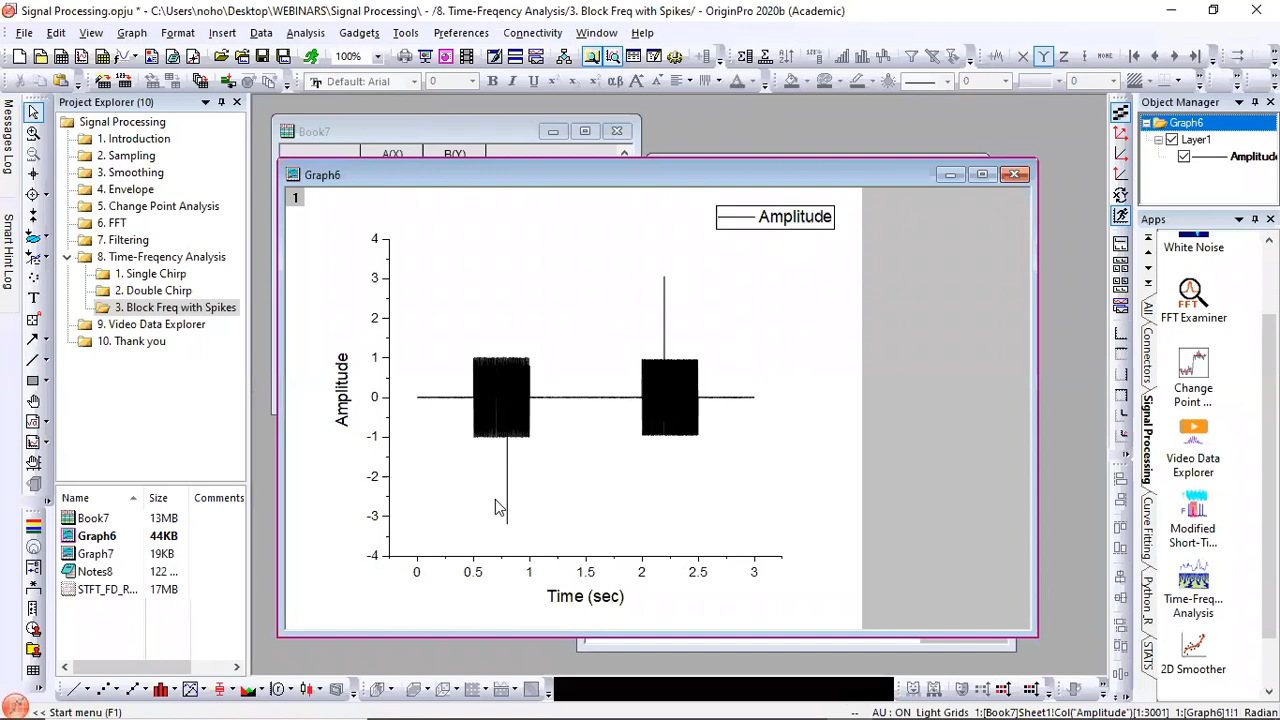 Signal Processing.opju * - C:\Users\noho\Desktop\WEBINARS\Signal Processing\ - /8. Time-Freqency Analysis/3. Block Freq with Spikes/ - OriginPro 2020b (Academic)
File Edit View Graph Format Insert Data Analysis Gadgets Tools Preferences Connectivity Window Help
100%
Default: Arial 0 B I U 0 0
Messages Log
Smart Hint Log
Project Explorer (10)
Signal Processing
1. Introduction
2. Sampling
3. Smoothing
4. Envelope
5. Change Point Analysis
6. FFT
7. Filtering
8. Time-Freqency Analysis
1. Single Chirp
2. Double Chirp
3. Block Freq with Spikes
9. Video Data Explorer
10. Thank you
Name Size Comments
Book7 13MB
Graph6 44KB
Graph7 19KB
Notes8 122 ...
STFT_FD_R... 17MB
Book7
A(X) B(Y)
Graph6
1
Amplitude
4
3
2
1
0
-1
-2
-3
-4
Amplitude
0 0.5 1 1.5 2 2.5 3
Time (sec)
Object Manager
Graph6
Layer1
Amplitude
Apps
White Noise
FFT
FFT Examiner
Change
Point ...
Video Data
Explorer
Modified
Short-Ti...
Time-Freq...
Analysis
2D Smoother
All
Connectors
Signal Processing
Curve Fitting
Python_R
STATS
<< Start menu (F1)
-- AU : ON Light Grids 1:[Book7]Sheet1!Col('Amplitude')[1:3001] 1:[Graph6]1!1 Radian